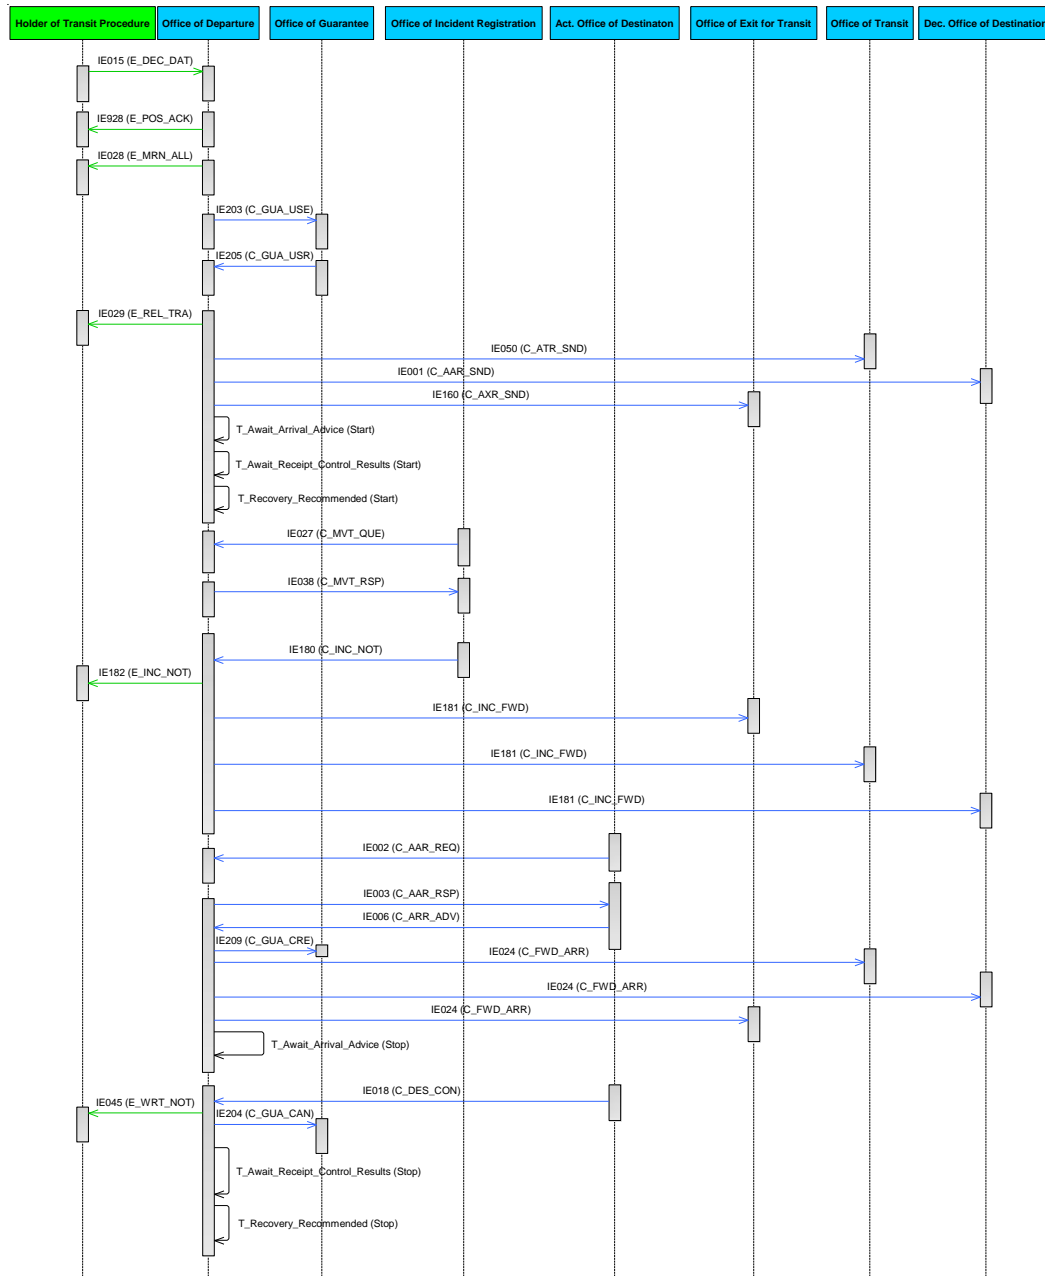 Holder of Transit Procedure
Office of Departure
Office of Guarantee
Office of Incident Registration
Act. Office of Destinaton
Office of Exit for Transit
Office of Transit
Dec. Office of Destination
IE015 (E_DEC_DAT)
IE928 (E_POS_ACK)
IE028 (E_MRN_ALL)
IE203 (C_GUA_USE)
IE205 (C_GUA_USR)
IE029 (E_REL_TRA)
IE050 (C_ATR_SND)
IE001 (C_AAR_SND)
IE160 (C_AXR_SND)
T_Await_Arrival_Advice (Start)
T_Await_Receipt_Control_Results (Start)
T_Recovery_Recommended (Start)
IE027 (C_MVT_QUE)
IE038 (C_MVT_RSP)
IE180 (C_INC_NOT)
IE182 (E_INC_NOT)
IE181 (C_INC_FWD)
IE181 (C_INC_FWD)
IE181 (C_INC_FWD)
IE002 (C_AAR_REQ)
IE003 (C_AAR_RSP)
IE006 (C_ARR_ADV)
IE209 (C_GUA_CRE)
IE024 (C_FWD_ARR)
IE024 (C_FWD_ARR)
IE024 (C_FWD_ARR)
T_Await_Arrival_Advice (Stop)
IE018 (C_DES_CON)
IE045 (E_WRT_NOT)
IE204 (C_GUA_CAN)
T_Await_Receipt_Control_Results (Stop)
T_Recovery_Recommended (Stop)